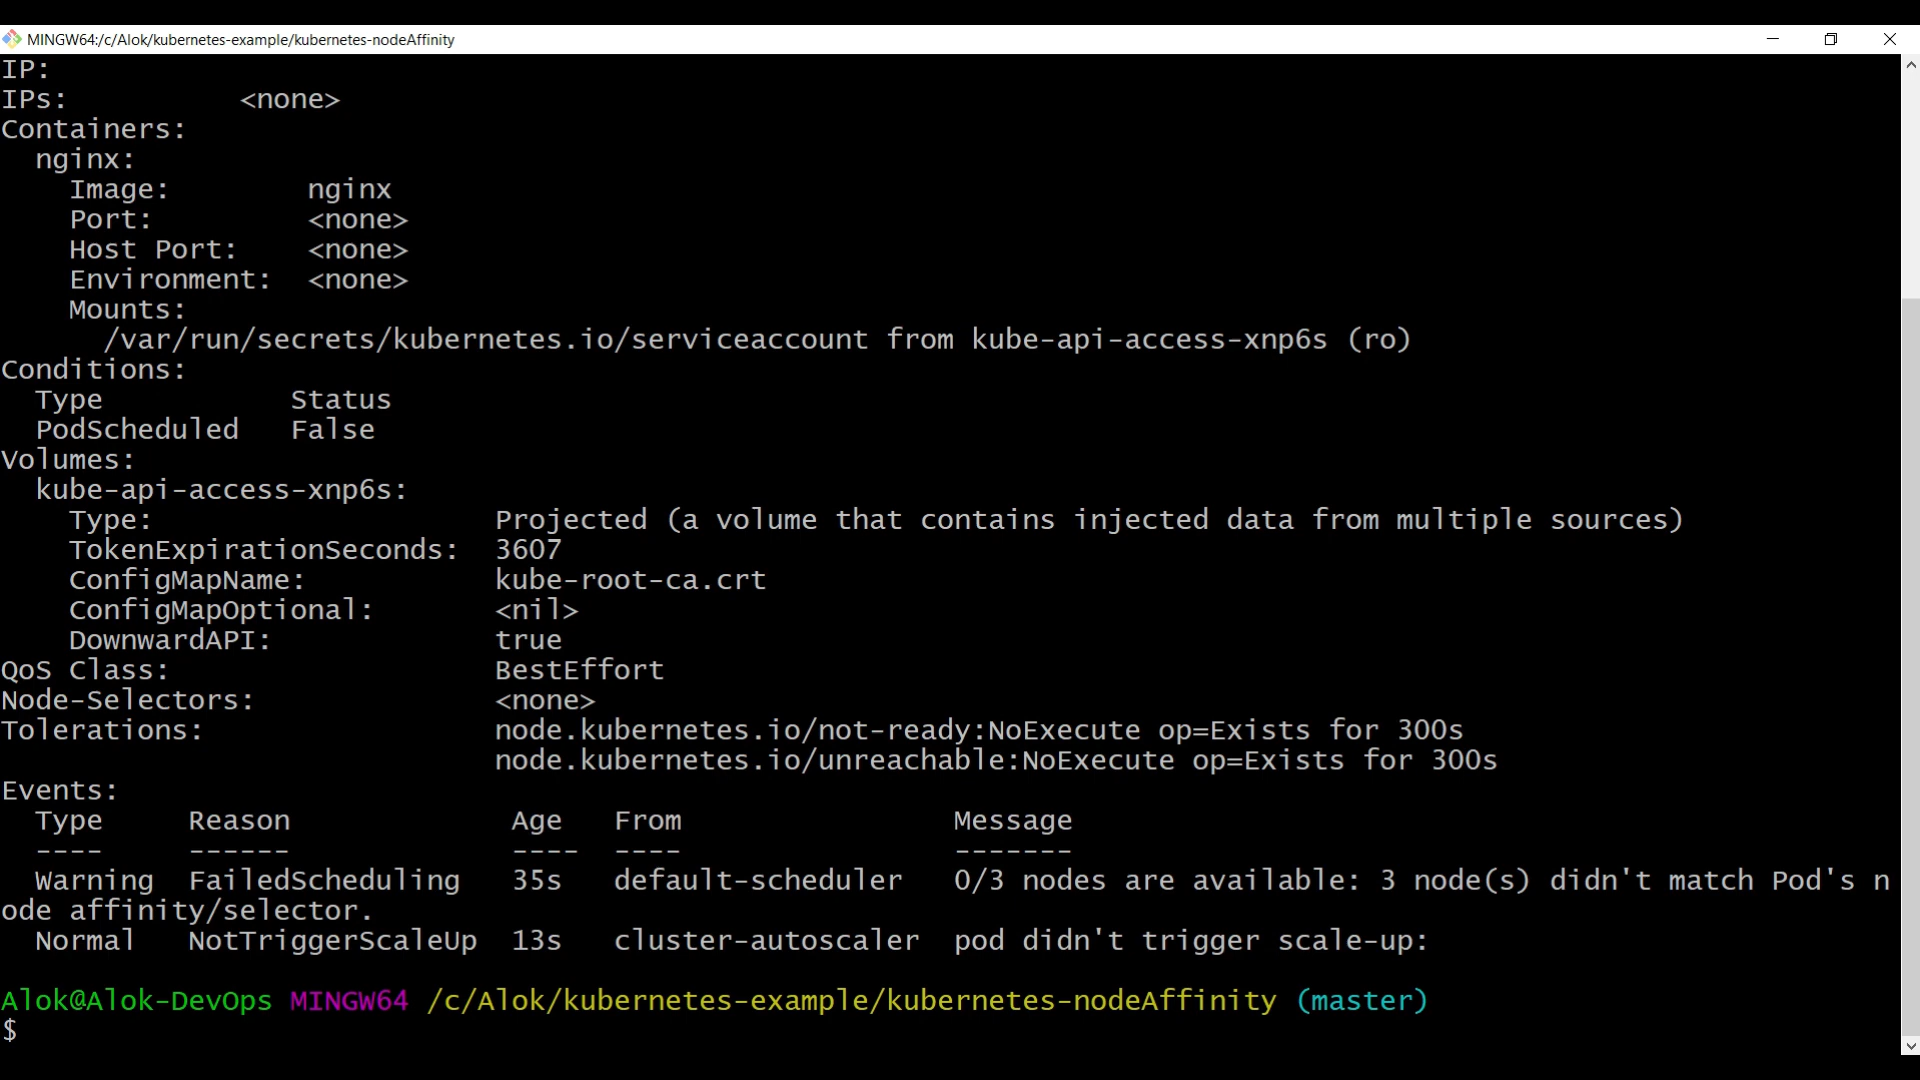 MINGW64:/c/Alok/kubernetes-example/kubernetes-nodeAffinity
IP:
IPs:          <none>
Containers:
  nginx:
    Image:        nginx
    Port:         <none>
    Host Port:    <none>
    Environment:  <none>
    Mounts:
      /var/run/secrets/kubernetes.io/serviceaccount from kube-api-access-xnp6s (ro)
Conditions:
  Type           Status
  PodScheduled   False
Volumes:
  kube-api-access-xnp6s:
    Type:                    Projected (a volume that contains injected data from multiple sources)
    TokenExpirationSeconds:  3607
    ConfigMapName:           kube-root-ca.crt
    ConfigMapOptional:       <nil>
    DownwardAPI:             true
QoS Class:                   BestEffort
Node-Selectors:              <none>
Tolerations:                 node.kubernetes.io/not-ready:NoExecute op=Exists for 300s
                             node.kubernetes.io/unreachable:NoExecute op=Exists for 300s
Events:
  Type     Reason             Age   From                Message
  ----     ------             ----  ----                -------
  Warning  FailedScheduling   35s   default-scheduler   0/3 nodes are available: 3 node(s) didn't match Pod's n
ode affinity/selector.
  Normal   NotTriggerScaleUp  13s   cluster-autoscaler  pod didn't trigger scale-up:
Alok@Alok-DevOps MINGW64 /c/Alok/kubernetes-example/kubernetes-nodeAffinity (master)
$